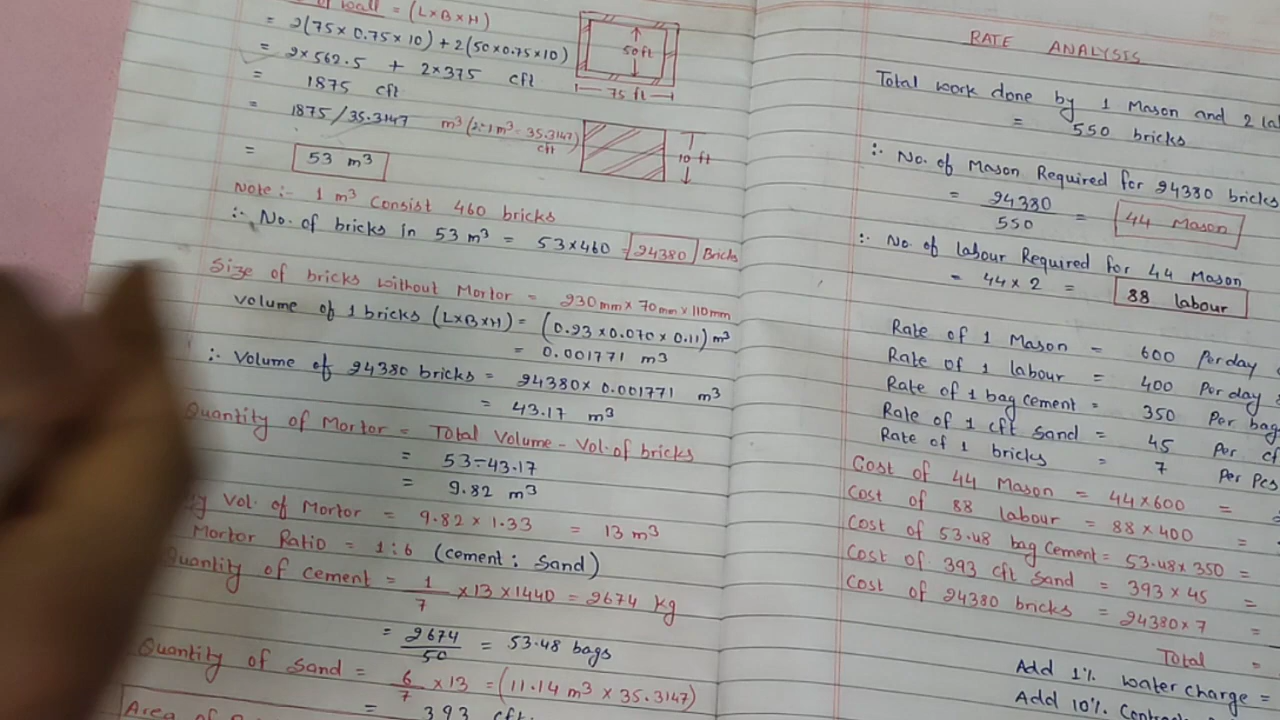 wall = (L×B×H)
= 2(75×0.75×10) + 2(50×0.75×10)
= 2×562.5 + 2×375 cft
= 1875 cft
= 1875/35.3147 m³ (∵ 1m³ = 35.3147 cft)
= 53 m³
50ft
75 ft
10 ft
Note:- 1 m³ Consist 460 bricks
∴ No. of bricks in 53 m³ = 53×460 = 24380 Bricks
Size of bricks without Mortor = 230mm×70mm×110mm
Volume of 1 bricks (L×B×H) = (0.23×0.070×0.11) m³
= 0.001771 m³
∴ Volume of 24380 bricks = 24380×0.001771 m³
= 43.17 m³
Quantity of Mortor = Total Volume - Vol. of bricks
= 53-43.17
= 9.82 m³
Vol. of Mortor = 9.82×1.33 = 13 m³
Mortor Ratio = 1:6 (cement: Sand)
Quantity of cement = 1/7 ×13×1440 = 2674 kg
= 2674/50 = 53.48 bags
Quantity of Sand = 6/7 ×13 = (11.14 m³ × 35.3147)
= 393 cft.
Area of
RATE ANALYSIS
Total work done by 1 Mason and 2
= 550 bricks
∴ No. of Mason Required for 24380 bricks
= 24380/550 = 44 Mason
∴ No. of labour Required for 44 Mason
= 44×2 = 88 labour
Rate of 1 Mason = 600 Per day
Rate of 1 labour = 400 Per day
Rate of 1 bag cement = 350 Per bag
Rate of 1 cft sand = 45 Per
Rate of 1 bricks = 7 Per Pcs
Cost of 44 Mason = 44×600 =
Cost of 88 labour = 88×400 =
Cost of 53.48 bag cement = 53.48×350 =
Cost of 393 cft Sand = 393×45 =
Cost of 24380 bricks = 24380×7 =
Total =
Add 1% water charge =
Add 10%